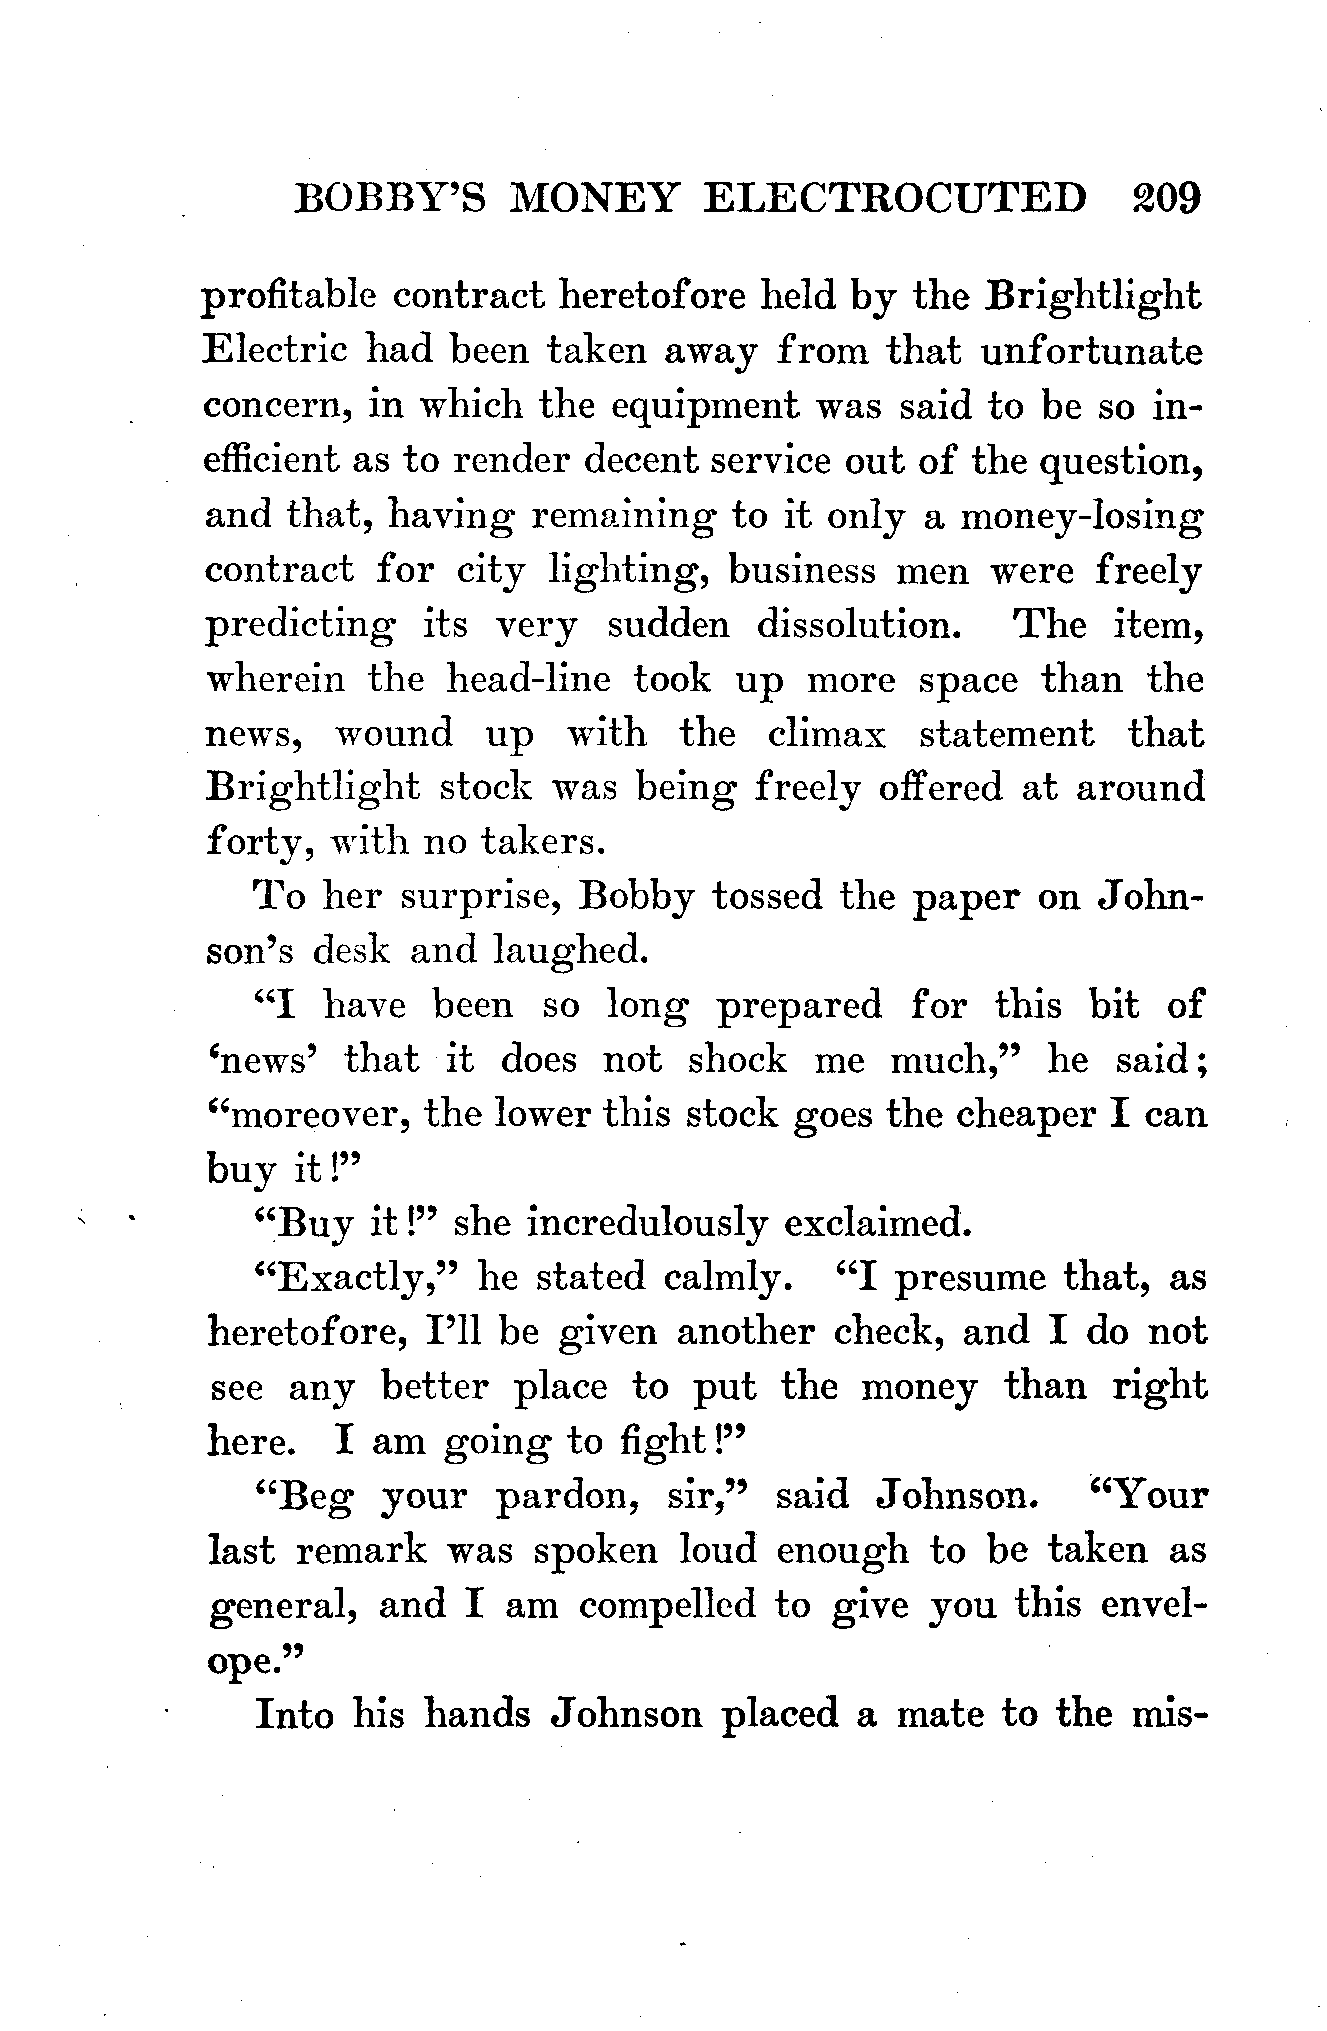 BOBBY'S MONEY ELECTROCUTED 209
profitable contract heretofore held by the Brightlight
Electric had been taken away from that unfortunate
concern, in which the equipment was said to be so in-
efficient as to render decent service out of the question,
and that, having remaining to it only a money-losing
contract for city lighting, business men were freely
predicting its very sudden dissolution. The item,
wherein the head-line took up more space than the
news, wound up with the climax statement that
Brightlight stock was being freely offered at around
forty, with no takers.
To her surprise, Bobby tossed the paper on John-
son's desk and laughed.
"I have been so long prepared for this bit of
'news' that it does not shock me much," he said;
"moreover, the lower this stock goes the cheaper I can
buy it!"
"Buy it!" she incredulously exclaimed.
"Exactly," he stated calmly. "I presume that, as
heretofore, I'll be given another check, and I do not
see any better place to put the money than right
here. I am going to fight!"
"Beg your pardon, sir," said Johnson. "Your
last remark was spoken loud enough to be taken as
general, and I am compelled to give you this envel-
ope."
Into his hands Johnson placed a mate to the mis-